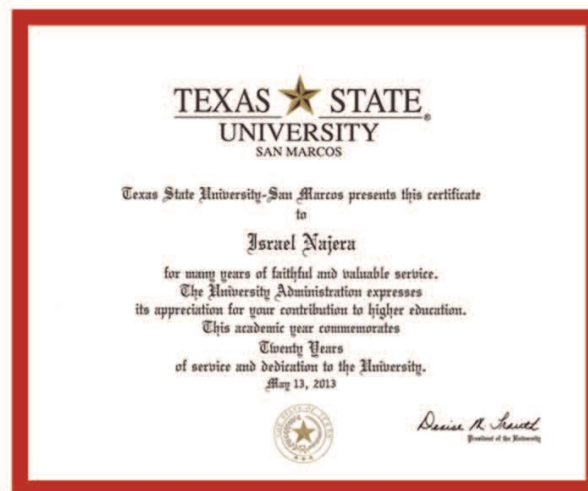 TEXAS STATE
UNIVERSITY
SAN MARCOS
Texas State University-San Marcos presents this certificate
to
Israel Najera
for many years of faithful and valuable service.
The University Administration expresses
its appreciation for your contribution to higher education.
This academic year commemorates
Twenty Years
of service and dedication to the University.
May 13, 2013
Denise M. Trauth
President of the University